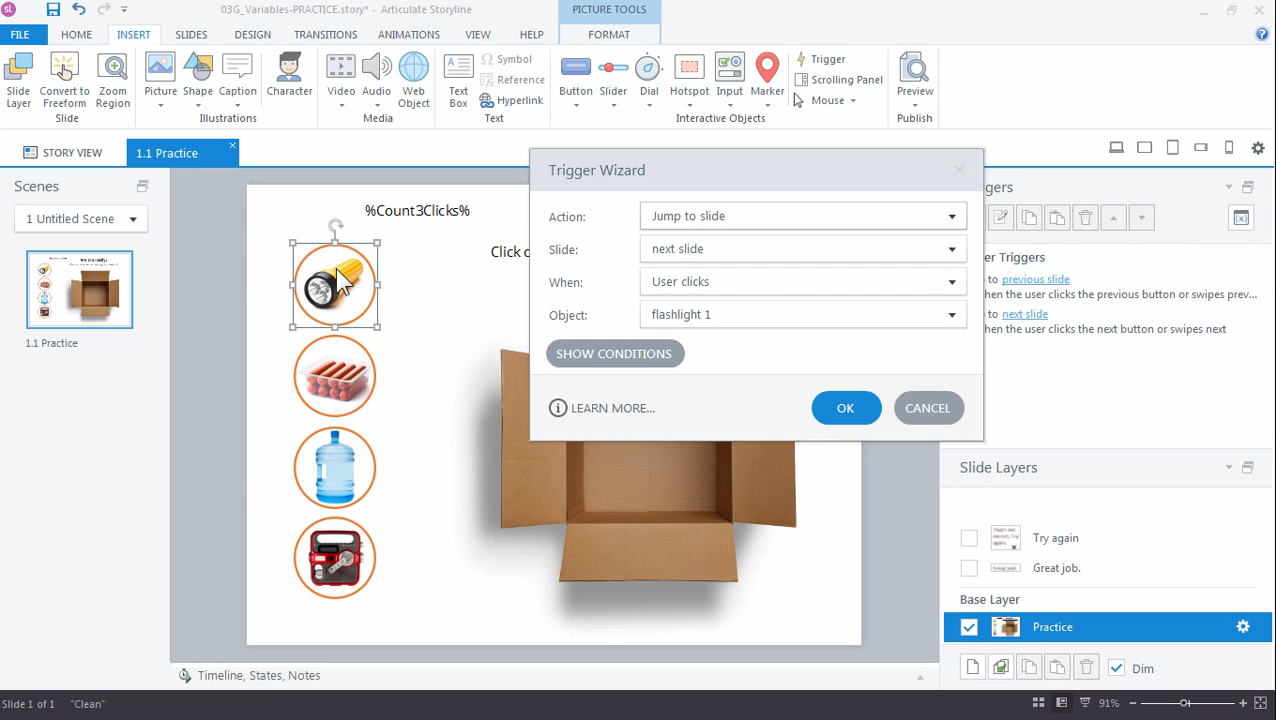 03G_Variables-PRACTICE.story* - Articulate Storyline
PICTURE TOOLS
FILE HOME INSERT SLIDES DESIGN TRANSITIONS ANIMATIONS VIEW HELP FORMAT
Slide Layer
Convert to Freeform
Zoom Region
Slide
Picture
Shape
Caption
Character
Illustrations
Video
Audio
Web Object
Media
Text Box
Symbol
Reference
Hyperlink
Text
Button
Slider
Dial
Hotspot
Input
Marker
Trigger
Scrolling Panel
Mouse
Interactive Objects
Preview
Publish
STORY VIEW
1.1 Practice
Scenes
1 Untitled Scene
1.1 Practice
%Count3Clicks%
Click
Trigger Wizard
Action: Jump to slide
Slide: next slide
When: User clicks
Object: flashlight 1
SHOW CONDITIONS
LEARN MORE...
OK
CANCEL
Triggers
previous slide
hen the user clicks the previous button or swipes prev...
next slide
hen the user clicks the next button or swipes next
Slide Layers
Try again
Great job.
Base Layer
Practice
Dim
Timeline, States, Notes
Slide 1 of 1
"Clean"
91%